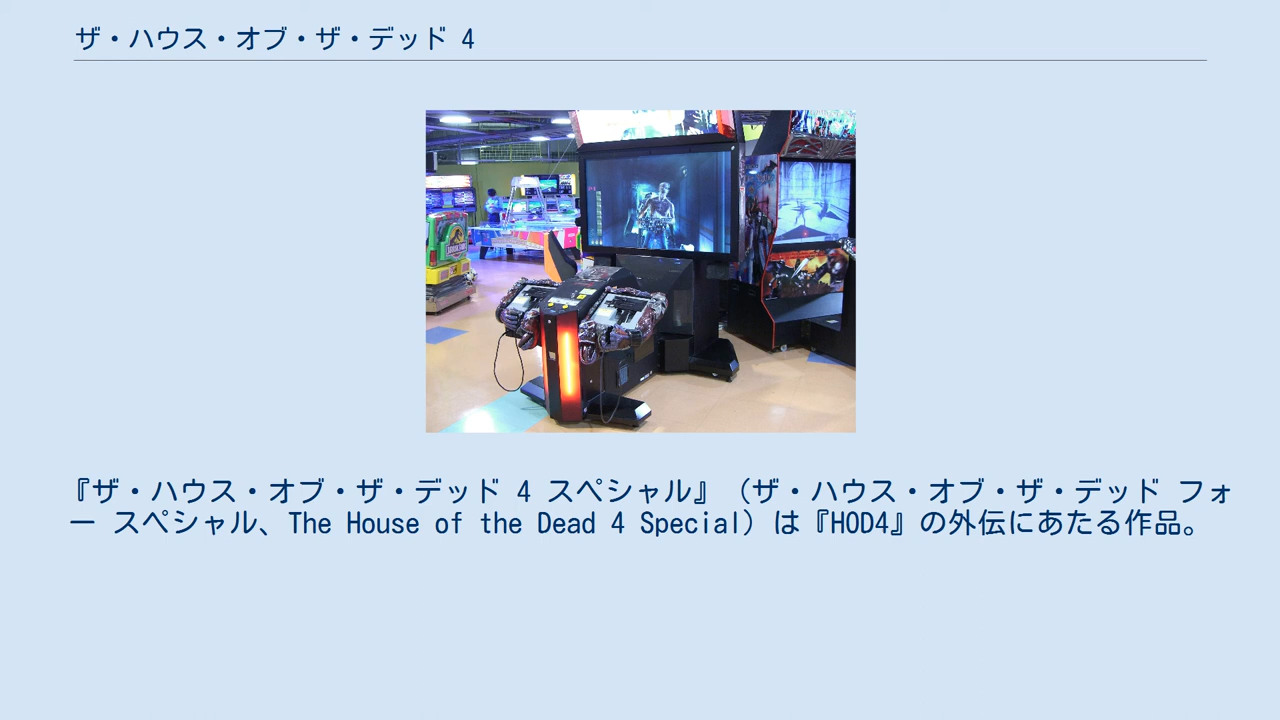 ザ・ハウス・オブ・ザ・デッド 4
『ザ・ハウス・オブ・ザ・デッド 4 スペシャル』（ザ・ハウス・オブ・ザ・デッド フォ
ー スペシャル、The House of the Dead 4 Special）は『HOD4』の外伝にあたる作品。